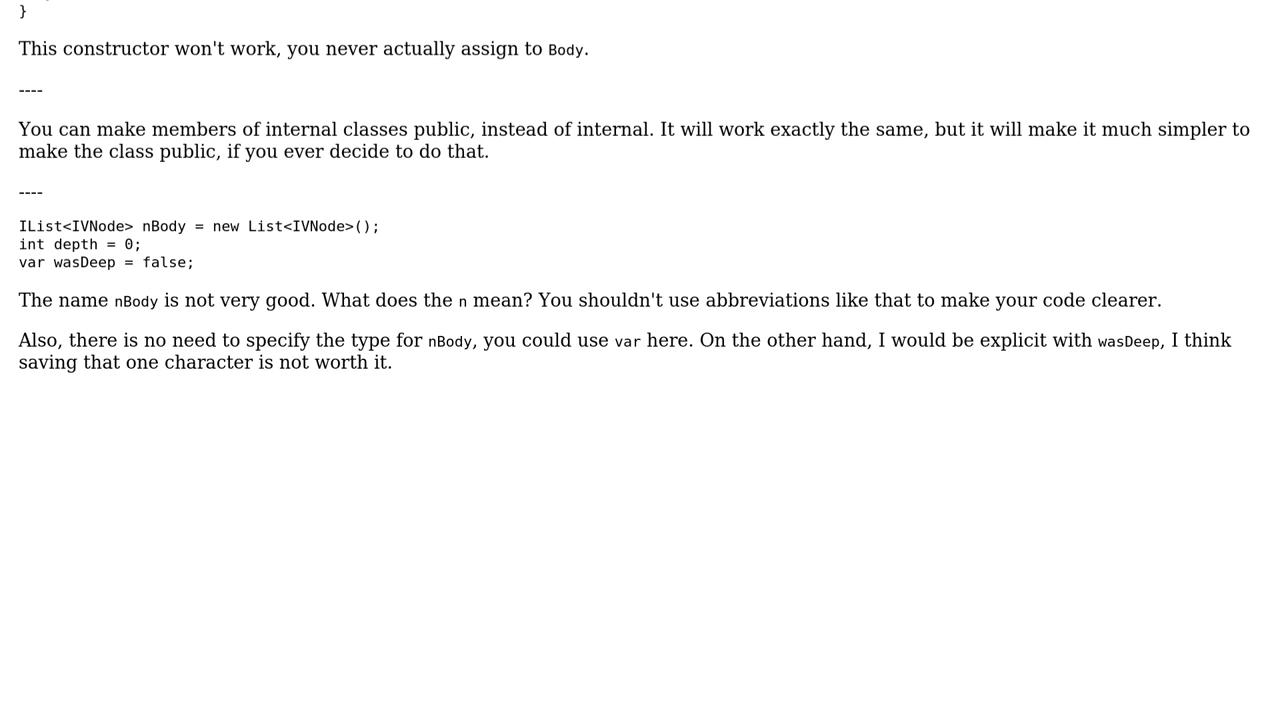 }
This constructor won't work, you never actually assign to Body.
----
You can make members of internal classes public, instead of internal. It will work exactly the same, but it will make it much simpler to
make the class public, if you ever decide to do that.
----
IList<IVNode> nBody = new List<IVNode>();
int depth = 0;
var wasDeep = false;
The name nBody is not very good. What does the n mean? You shouldn't use abbreviations like that to make your code clearer.
Also, there is no need to specify the type for nBody, you could use var here. On the other hand, I would be explicit with wasDeep, I think
saving that one character is not worth it.